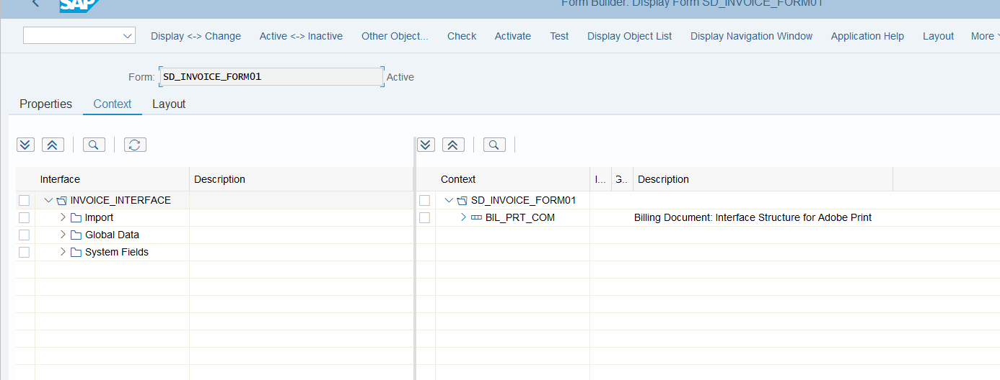 SAP
Form Builder: Display Form SD_INVOICE_FORM01
Display <-> Change Active <-> Inactive Other Object... Check Activate Test Display Object List Display Navigation Window Application Help Layout More
Form: SD_INVOICE_FORM01 Active
Properties Context Layout
Interface Description Context I... G.. Description
INVOICE_INTERFACE SD_INVOICE_FORM01
Import BIL_PRT_COM Billing Document: Interface Structure for Adobe Print
Global Data
System Fields